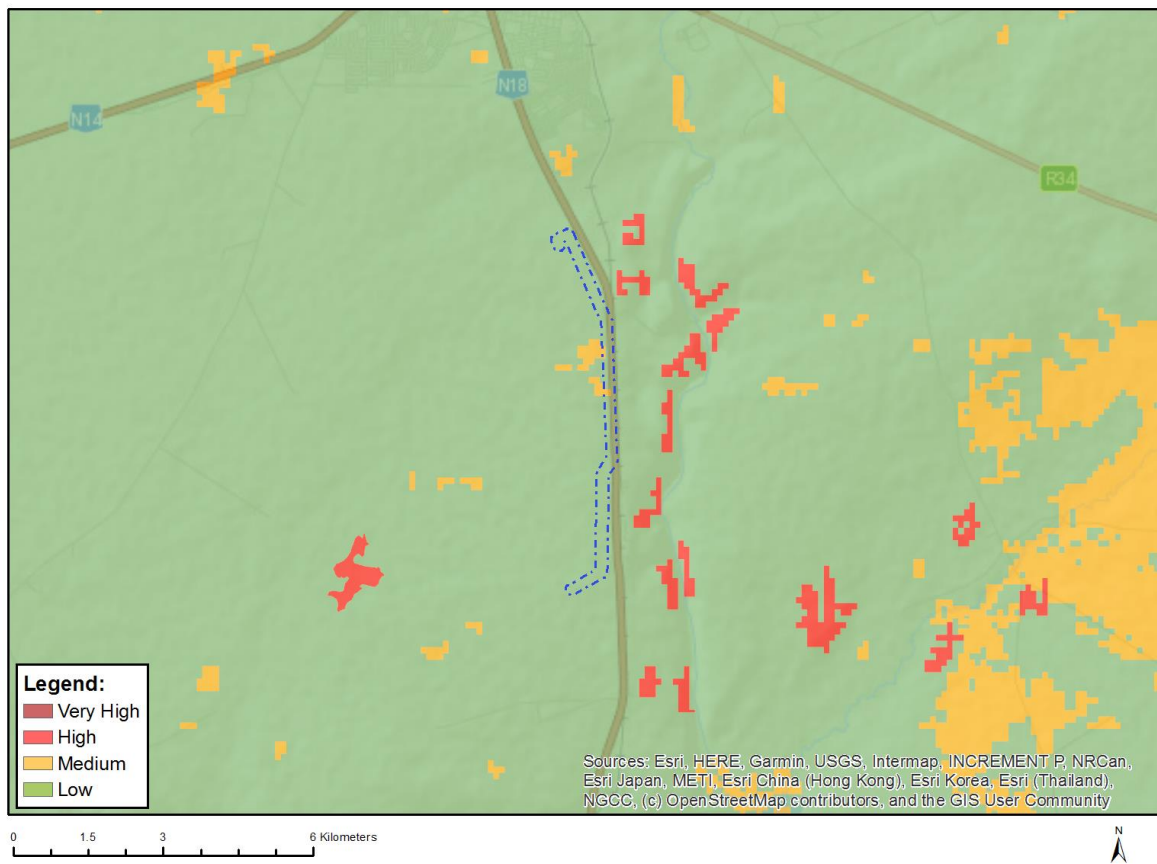 N14
N18
R34
Legend:
Very High
High
Medium
Low
Sources: Esri, HERE, Garmin, USGS, Intermap, INCREMENT P, NRCan,
Esri Japan, METI, Esri China (Hong Kong), Esri Korea, Esri (Thailand),
NGCC, (c) OpenStreetMap contributors, and the GIS User Community
0 1.5 3 6 Kilometers
N